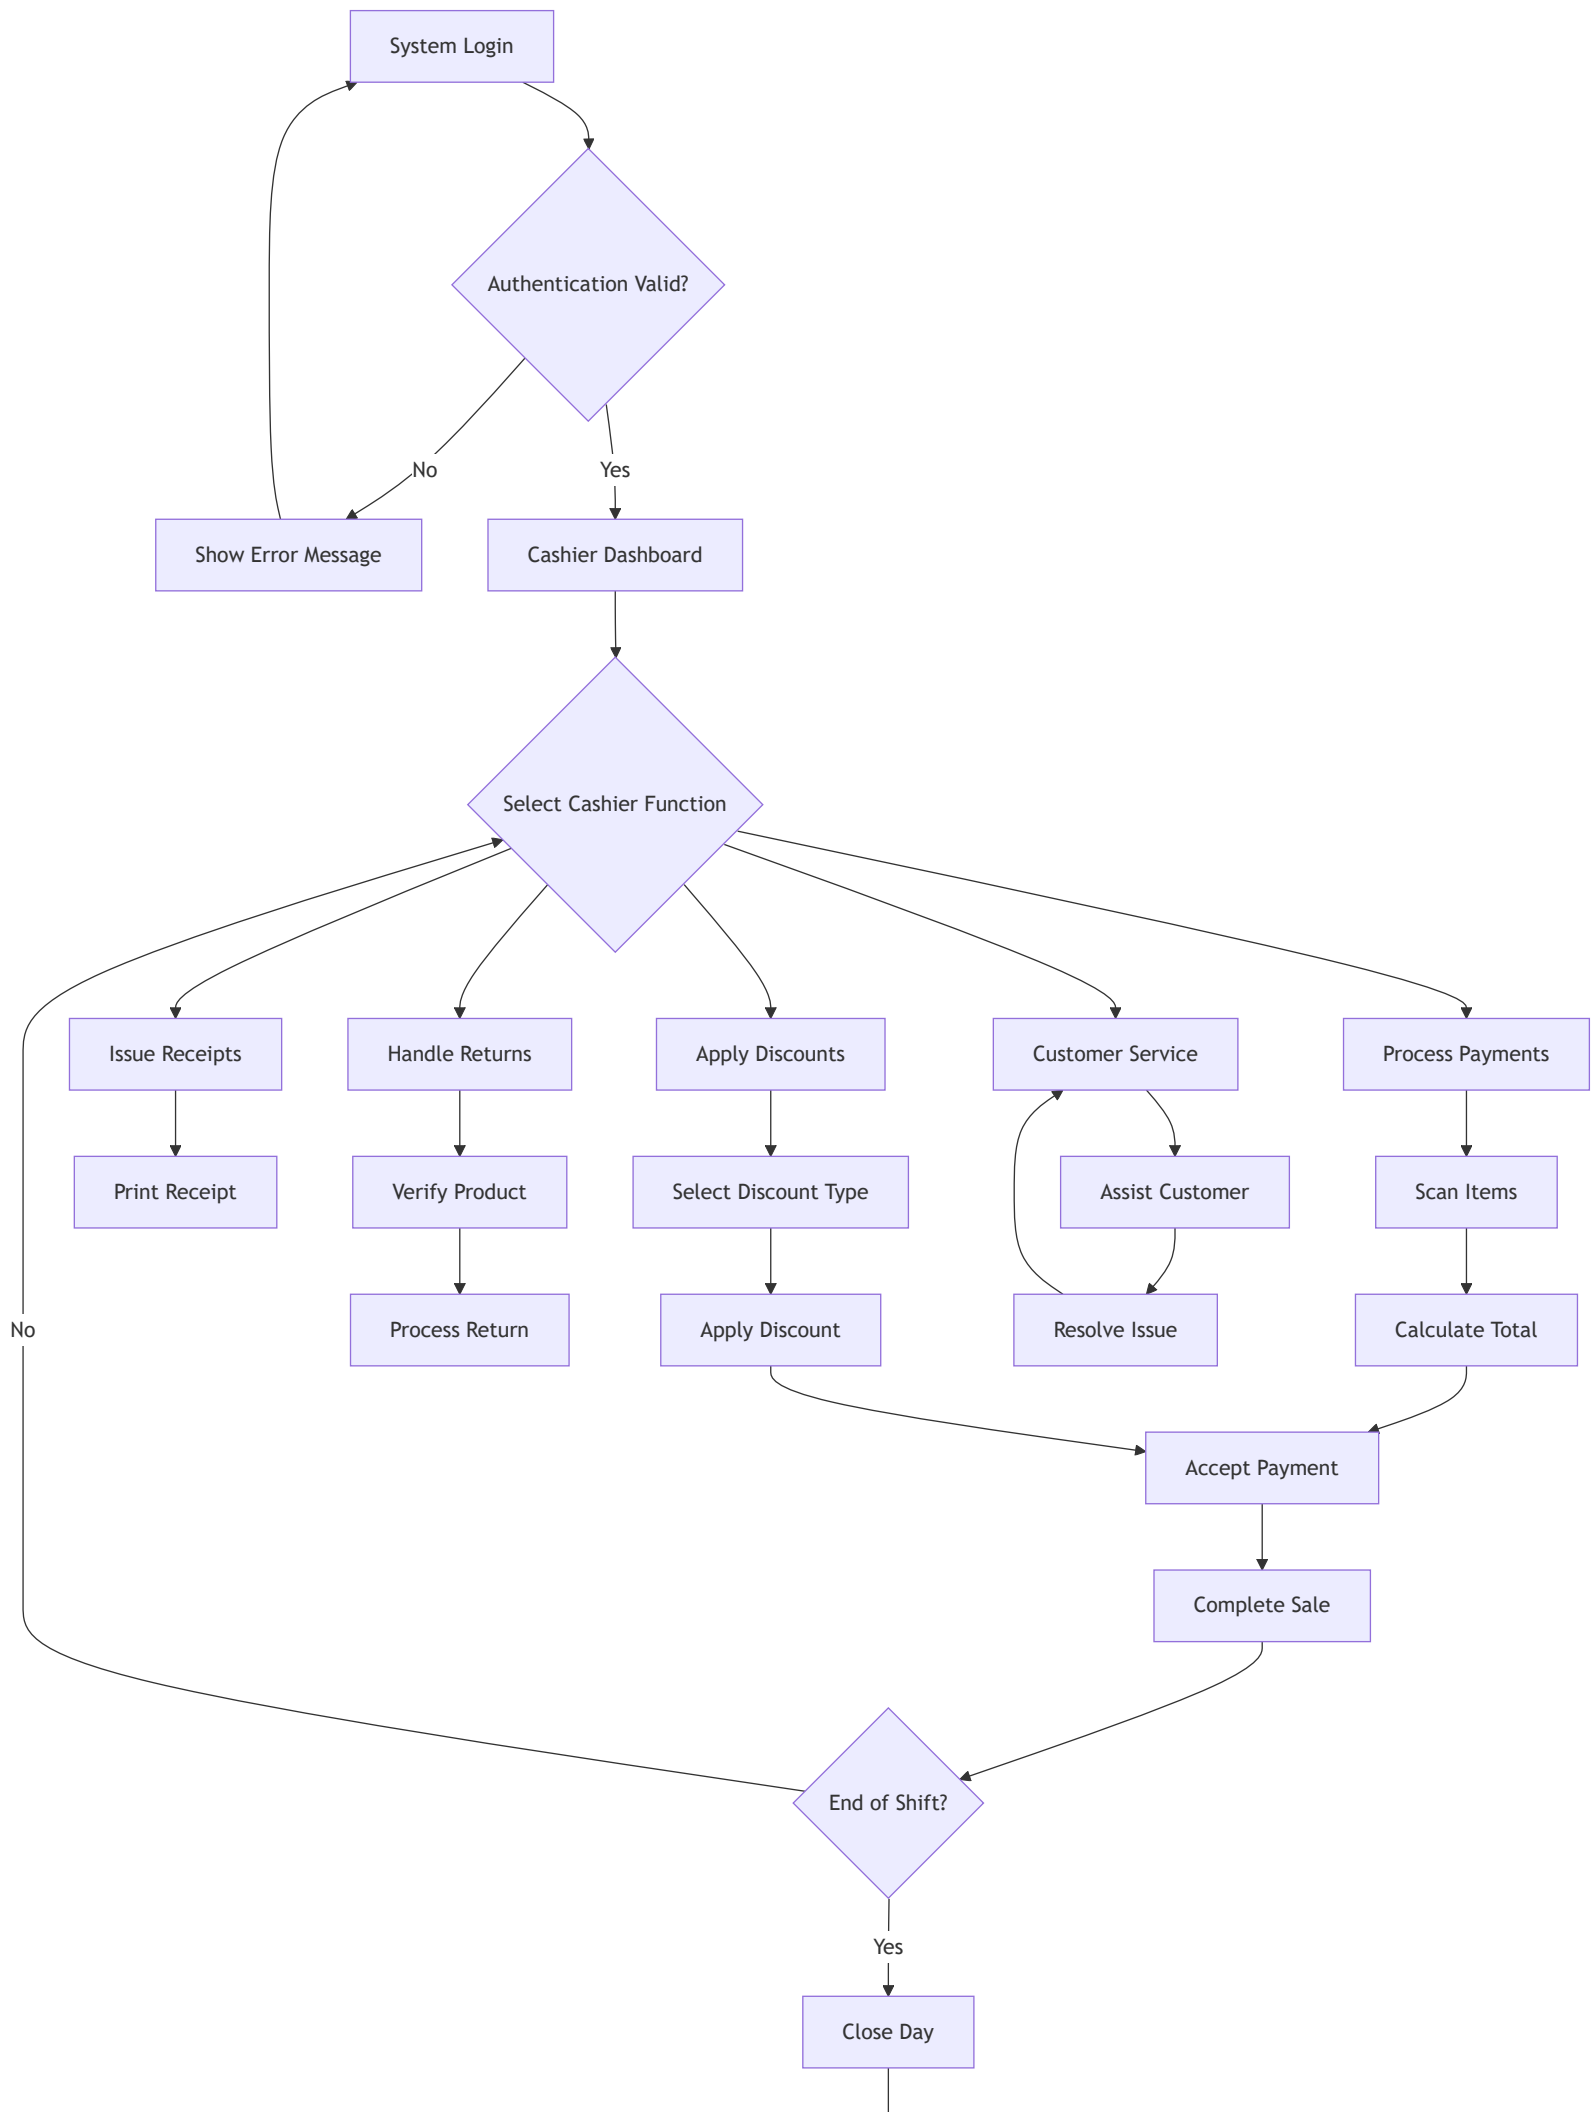 System Login
Authentication Valid?
No
Yes
Show Error Message
Cashier Dashboard
Select Cashier Function
Issue Receipts
Handle Returns
Apply Discounts
Customer Service
Process Payments
Print Receipt
Verify Product
Select Discount Type
Assist Customer
Scan Items
No
Process Return
Apply Discount
Resolve Issue
Calculate Total
Accept Payment
Complete Sale
End of Shift?
Yes
Close Day